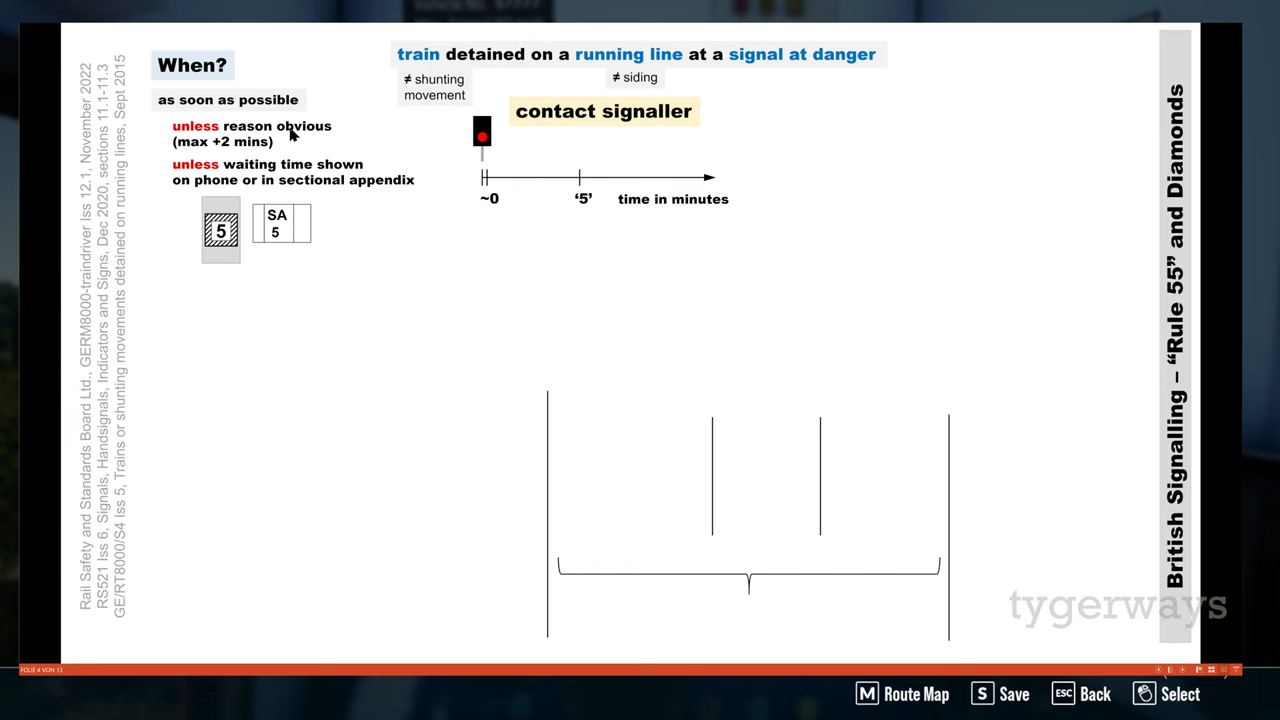 train detained on a running line at a signal at danger
When?
≠ shunting
movement
≠ siding
as soon as possible
contact signaller
unless reason obvious
(max +2 mins)
unless waiting time shown
on phone or in sectional appendix
~0
‘5’
time in minutes
5
SA
5
Rail Safety and Standards Board Ltd., GERM8000-traindriver Iss 12.1, November 2022
RS521 Iss 6, Signals, Handsignals, Indicators and Signs, Dec 2020, sections 11.1-11.3
GE/RT8000/S4 Iss 5, Trains or shunting movements detained on running lines, Sept 2015
British Signalling – “Rule 55” and Diamonds
tygerways
FOLIE 4 VON 13
M Route Map
S Save
ESC Back
Select